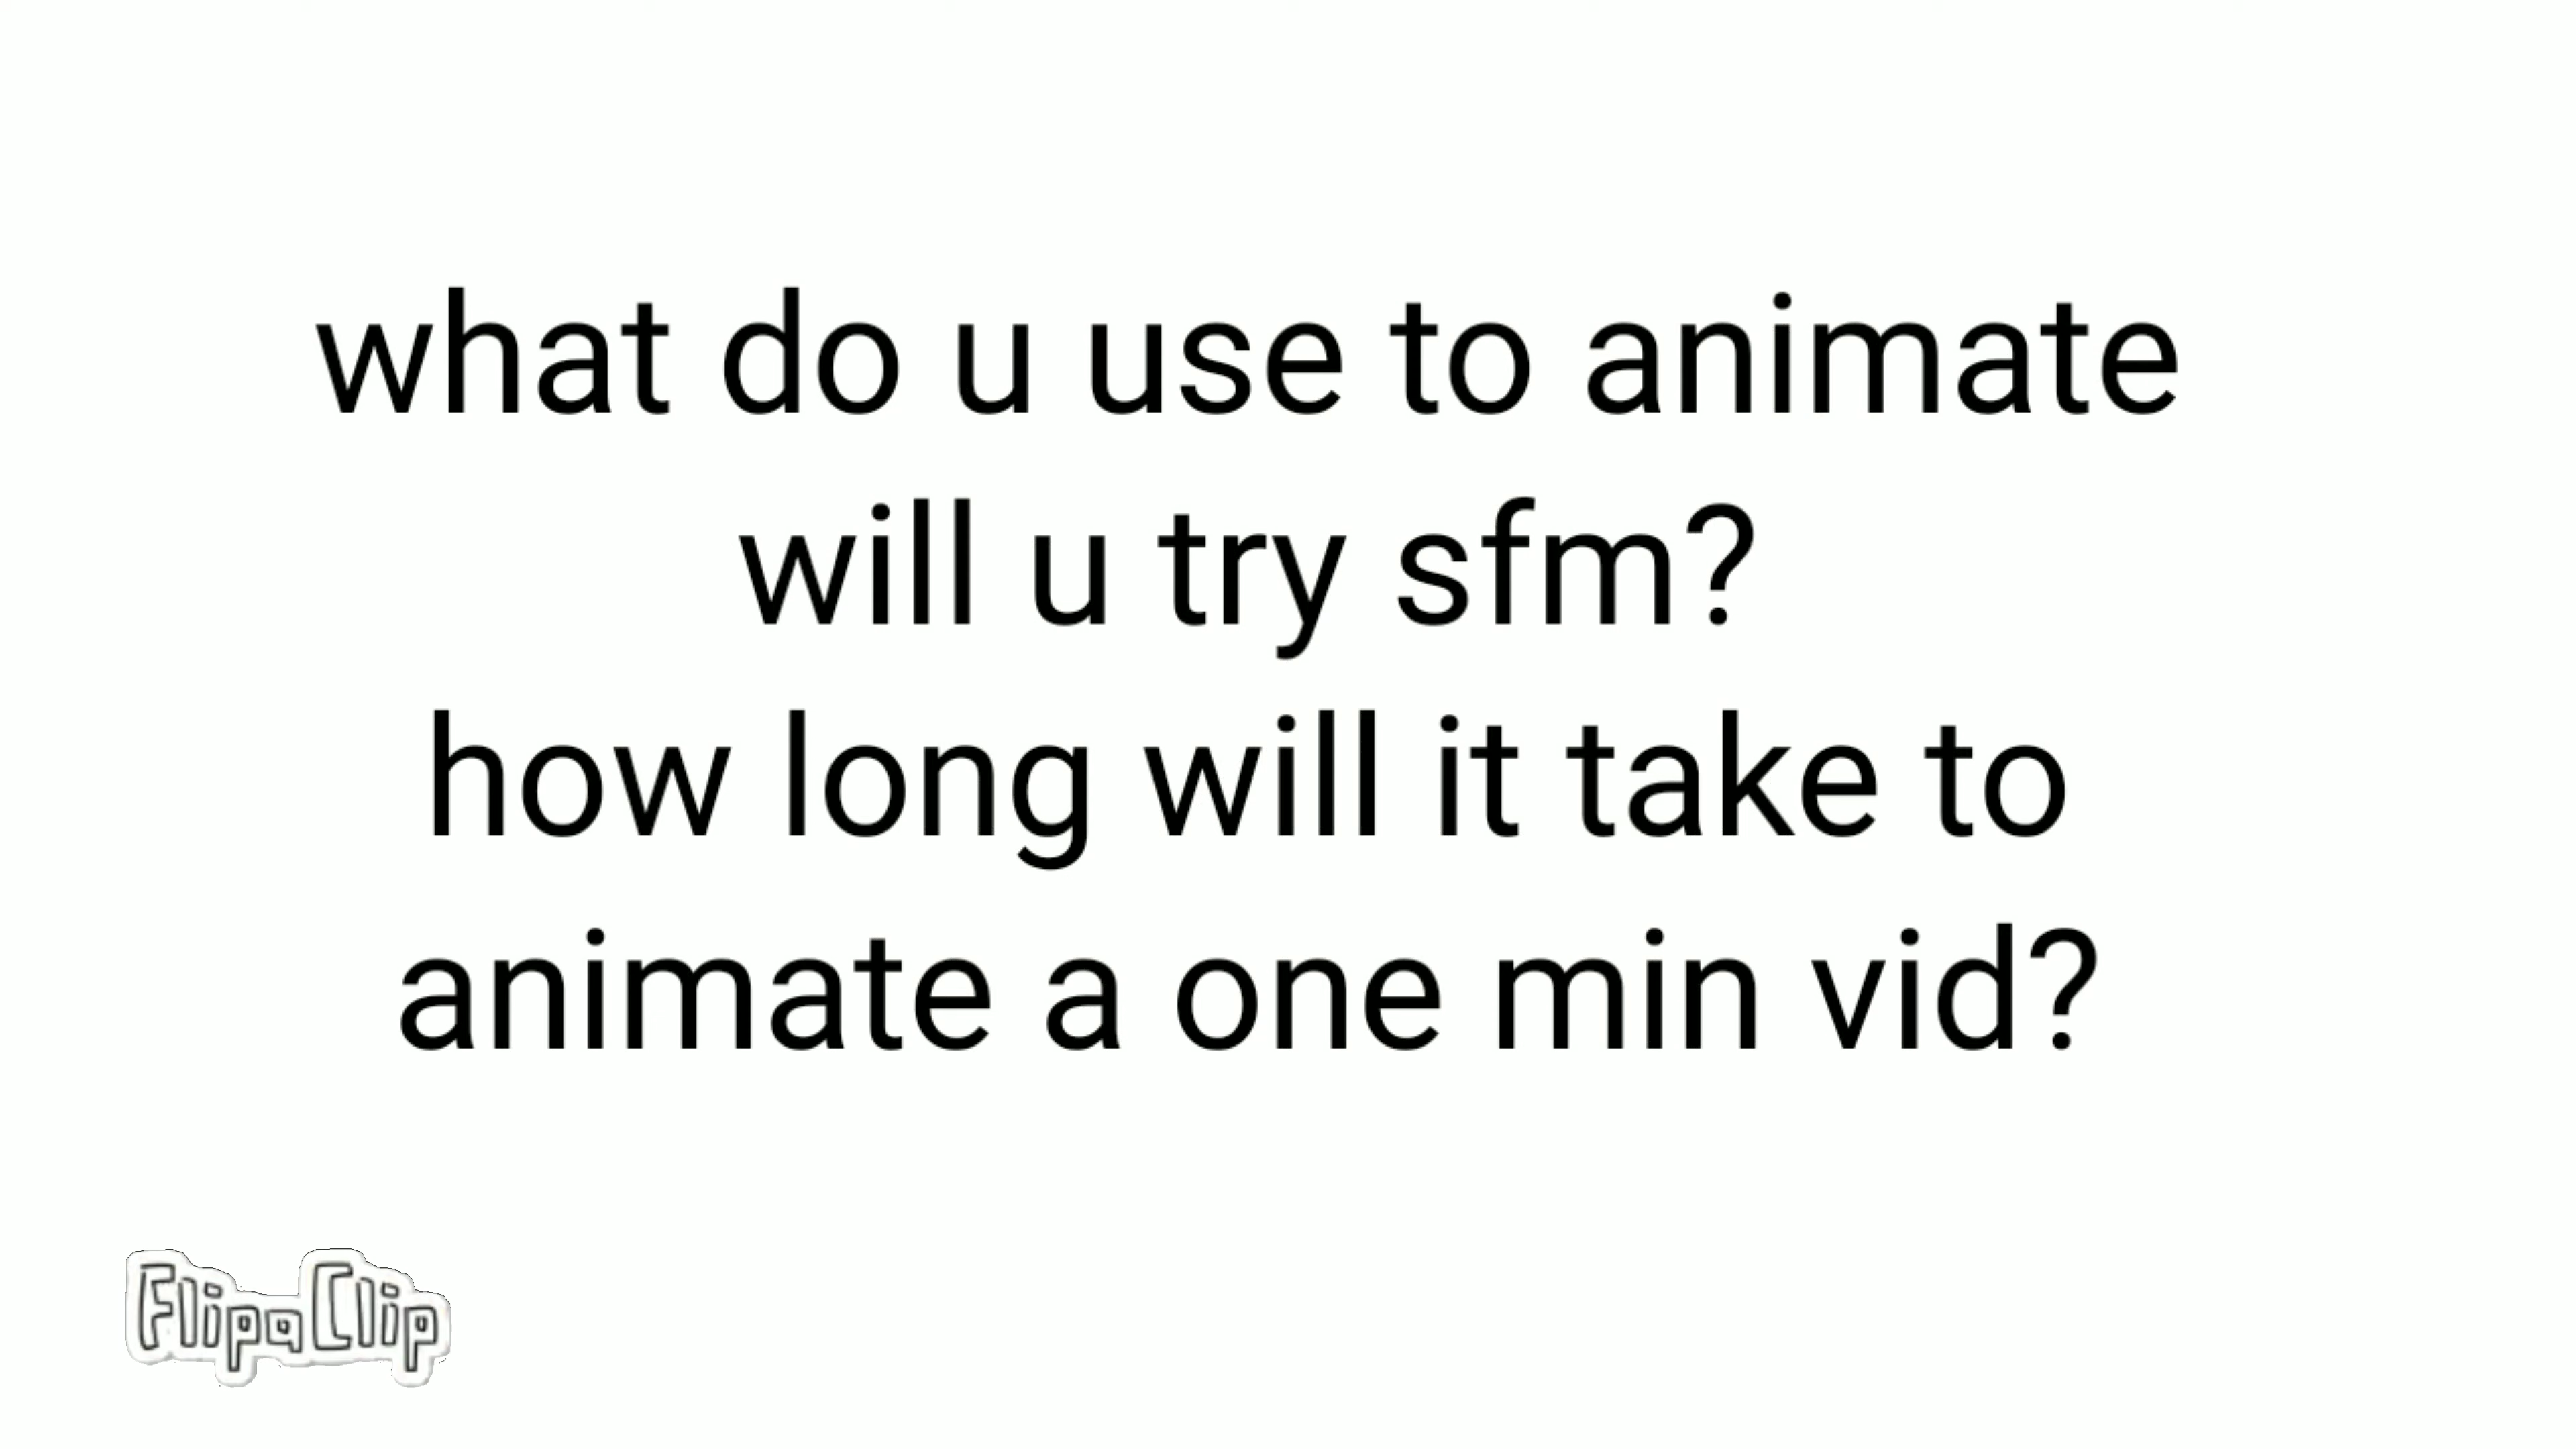 what do u use to animate
will u try sfm?
how long will it take to
animate a one min vid?
FlipaClip